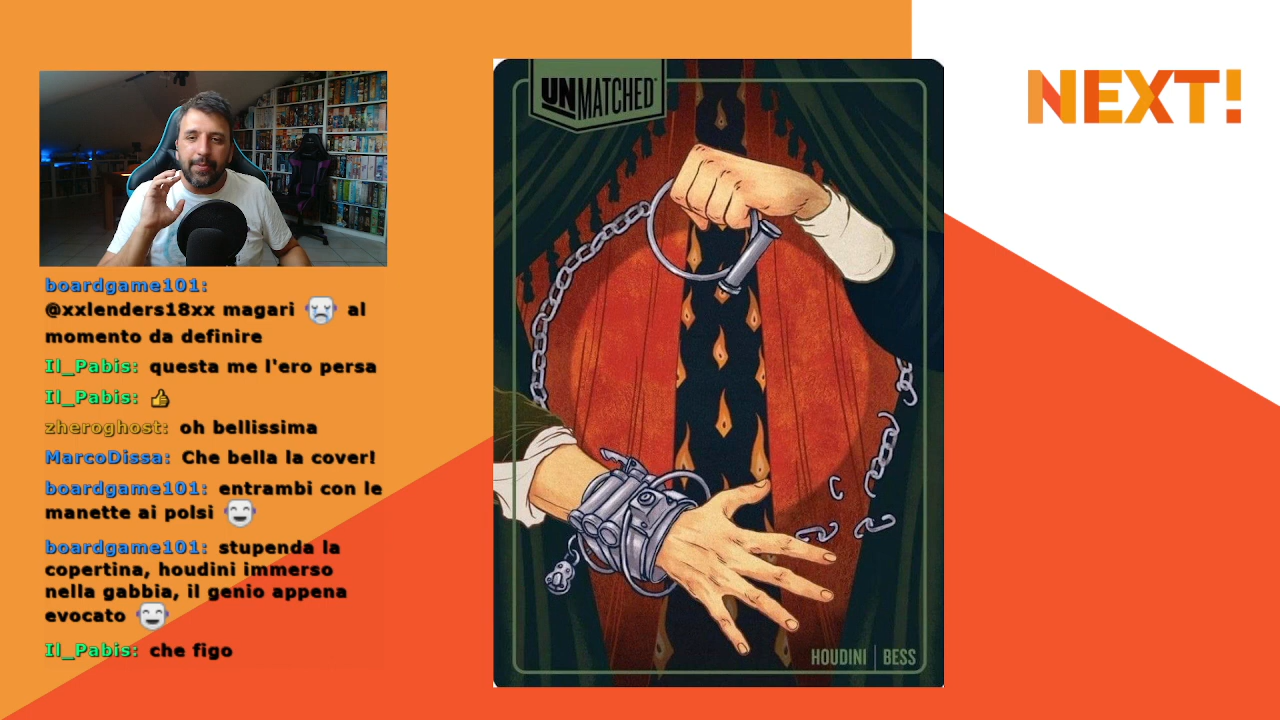 boardgame101:
@xxlenders18xx magari al
momento da definire
Il_Pabis: questa me l'ero persa
Il_Pabis:
zheroghost: oh bellissima
MarcoDissa: Che bella la cover!
boardgame101: entrambi con le
manette ai polsi
boardgame101: stupenda la
copertina, houdini immerso
nella gabbia, il genio appena
evocato
Il_Pabis: che figo
UNMATCHED
HOUDINI | BESS
NEXT!